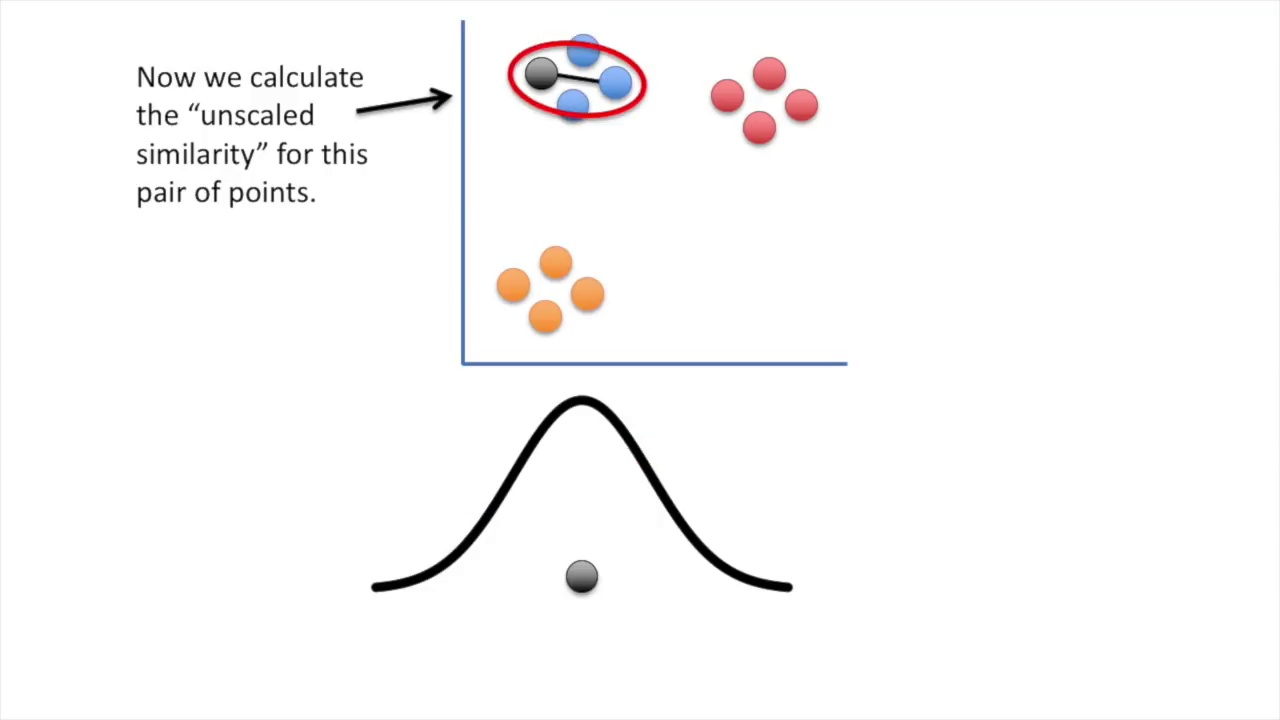 Now we calculate
the “unscaled
similarity” for this
pair of points.